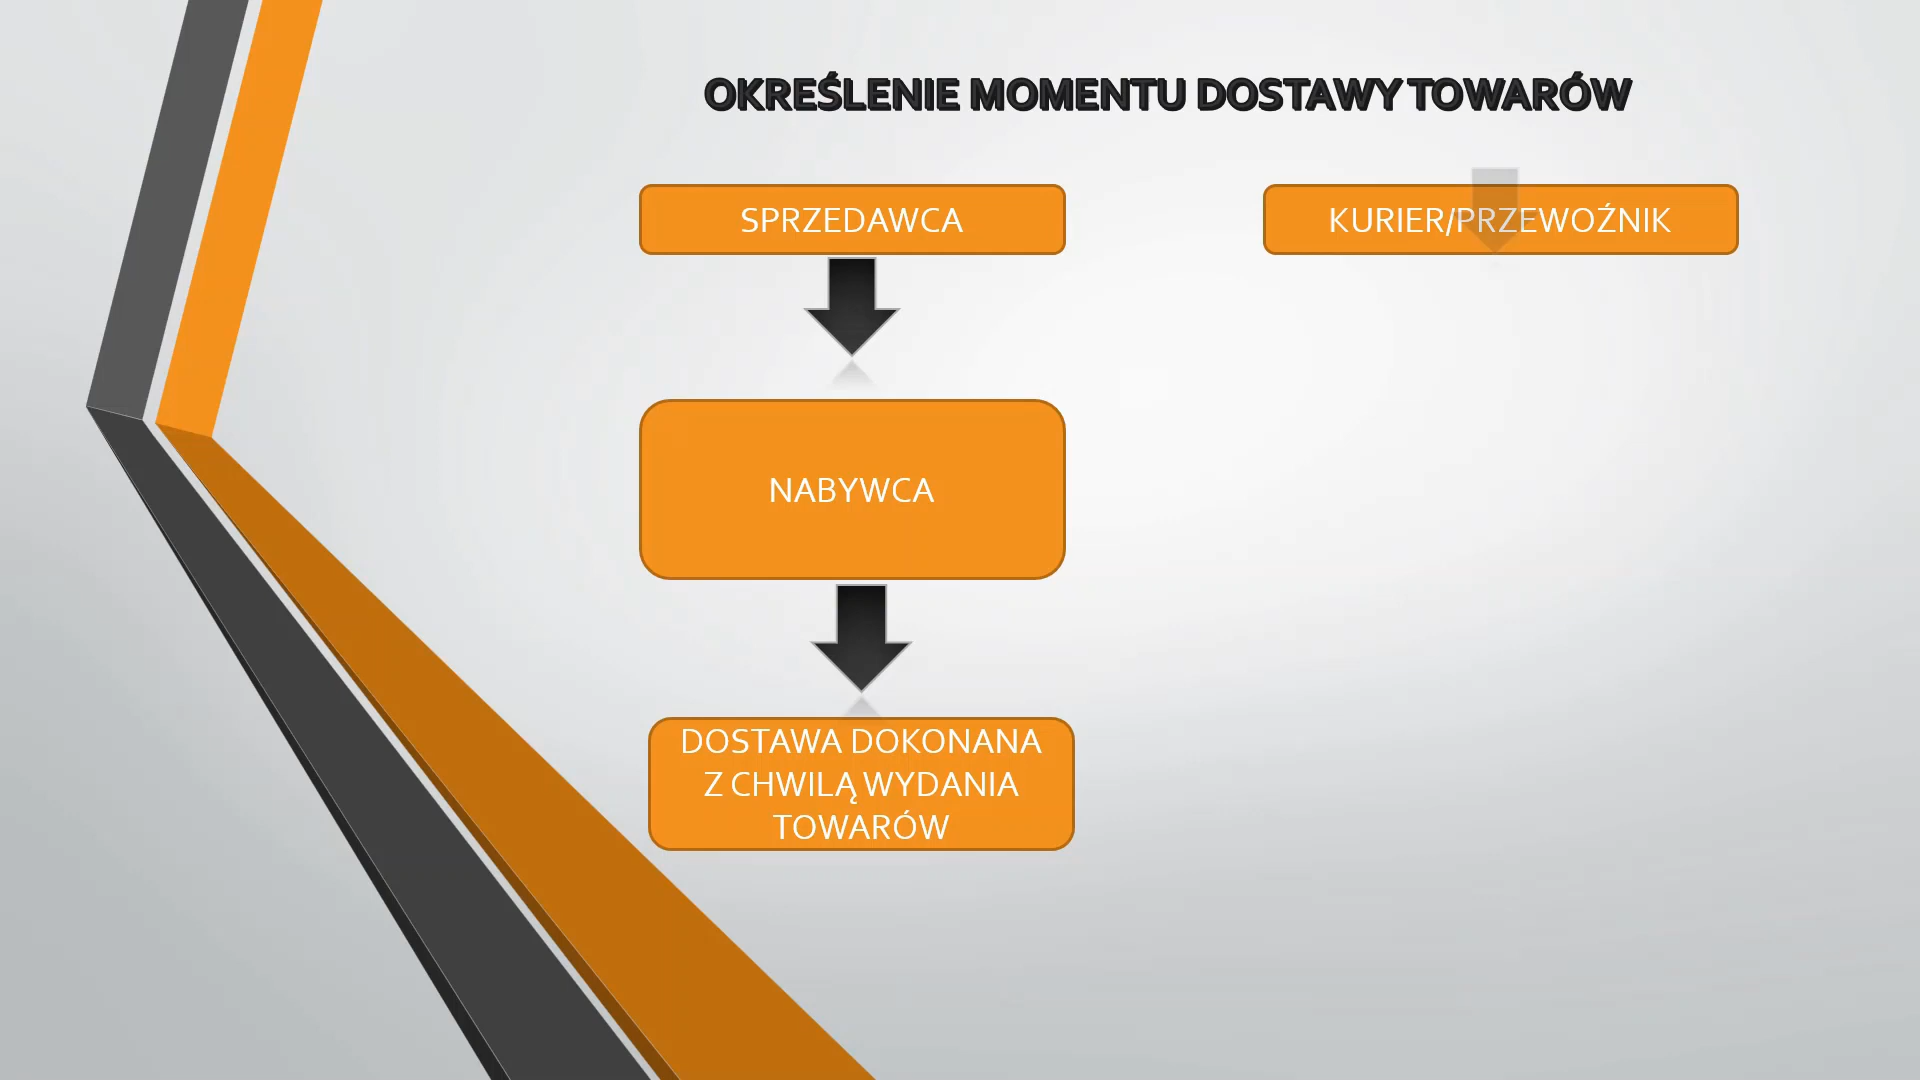 OKREŚLENIE MOMENTU DOSTAWY TOWARÓW
SPRZEDAWCA
KURIER/PRZEWOŹNIK
NABYWCA
DOSTAWA DOKONANA
Z CHWILĄ WYDANIA
TOWARÓW